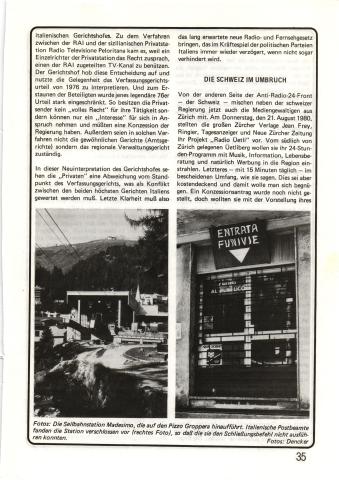 italienischen Gerichtshofes. Zu dem Verfahren
zwischen der RAI und der sizilianischen Privatsta-
tion Radio Televisione Peloritana kam es, weil ein
Einzelrichter der Privatstation das Recht zusprach,
einen der RAI zugeteilten TV-Kanal zu benützen.
Der Gerichtshof hob diese Entscheidung auf und
nutzte die Gelegenheit das Verfassungsgerichts-
urteil von 1976 zu interpretieren. Und zum Er-
staunen der Beteiligten wurde jenes legendäre 76er
Urteil stark eingeschränkt. So besitzen die Privat-
sender kein „volles Recht" für ihre Tätigkeit son-
dern können nur ein „Interesse" für sich in An-
spruch nehmen und müßten eine Konzession der
Regierung haben. Außerdem seien in solchen Ver-
fahren nicht die gewöhnlichen Gerichte (Amtsge-
richte) sondern das regionale Verwaltungsgericht
zuständig.
In dieser Neuinterpretation des Gerichtshofes se-
hen die „Privaten" eine Abweichung vom Stand-
punkt des Verfassungsgerichts, was als Konflikt
zwischen den beiden höchsten Gerichten Italiens
gewertet werden muß. Letzte Klarheit muß also
das lang erwartete neue Radio- und Fernsehgesetz
bringen, das im Kräftespiel der politischen Parteien
Italiens immer wieder verzögert, wenn nicht sogar
verhindert wird.
DIE SCHWEIZ IM UMBRUCH
Von der anderen Seite der Anti-Radio-24-Front
– der Schweiz – mischen neben der schweizer
Regierung jetzt auch die Mediengewaltigen aus
Zürich mit. Am Donnerstag, den 21. August 1980,
stellten die großen Zürcher Verlage Jean Frey,
Ringier, Tagesanzeiger und Neue Zürcher Zeitung
ihr Projekt „Radio Uetli" vor. Vom südlich von
Zürich gelegenen Uetliberg wollen sie ihr 24-Stun-
den-Programm mit Musik, Information, Lebensbe-
ratung und natürlich Werbung in die Region ein-
strahlen. Letzteres – mit 15 Minuten täglich – im
bescheidenen Umfang, wie sie sagen. Dies sei aber
kostendeckend und damit wolle man sich begnü-
gen. Ein Konzessionsantrag wurde noch nicht ge-
stellt, doch wollten sie mit der Vorstellung ihres
ENTRATA
FUNIVIE
Fotos: Die Seilbahnstation Madesimo, die auf den Pizzo Groppera hinaufführt. Italienische Postbeamte
fanden die Station verschlossen vor (rechtes Foto), so daß die sie den Schließungsbefehl nicht ausfüh-
ren konnten.
Fotos: Dencker
35